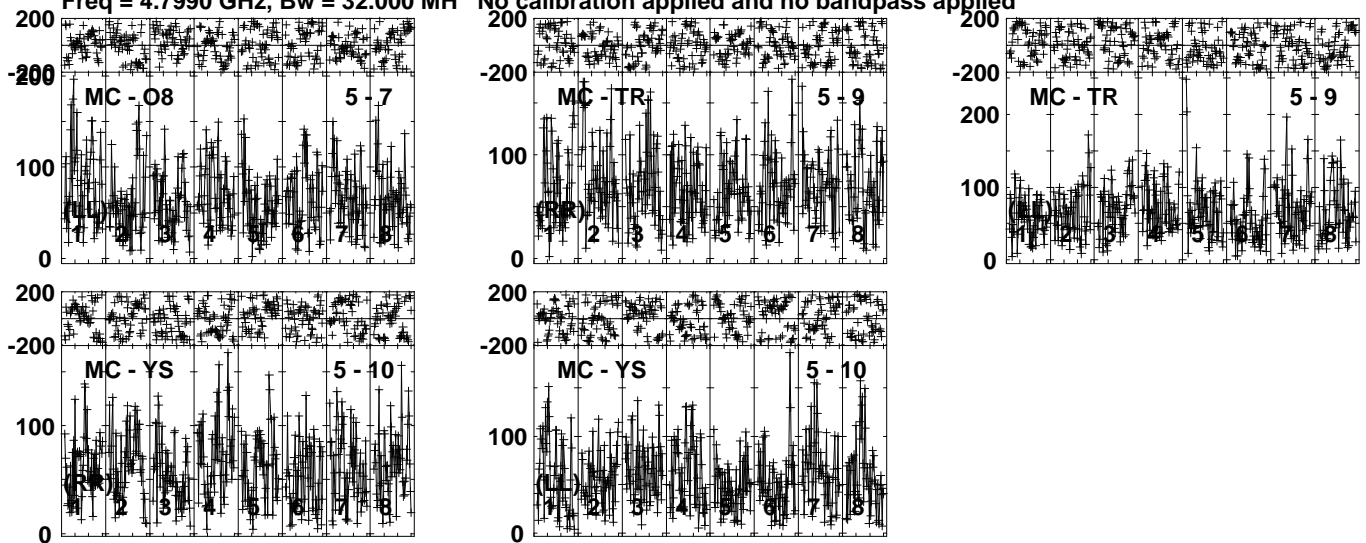 Freq = 4.7990 GHz, Bw = 32.000 MH No calibration applied and no bandpass applied
200
-200
200
MC - O8 5 - 7
100
(LL)
1 2 3 4 5 6 7 8
0
200
-200
MC - TR 5 - 9
100
(RR)
1 2 3 4 5 6 7 8
0
200
-200
MC - TR 5 - 9
200
100
(LL)
1 2 3 4 5 6 7 8
0
200
-200
MC - YS 5 - 10
100
(RR)
1 2 3 4 5 6 7 8
0
200
-200
MC - YS 5 - 10
100
(LL)
1 2 3 4 5 6 7 8
0